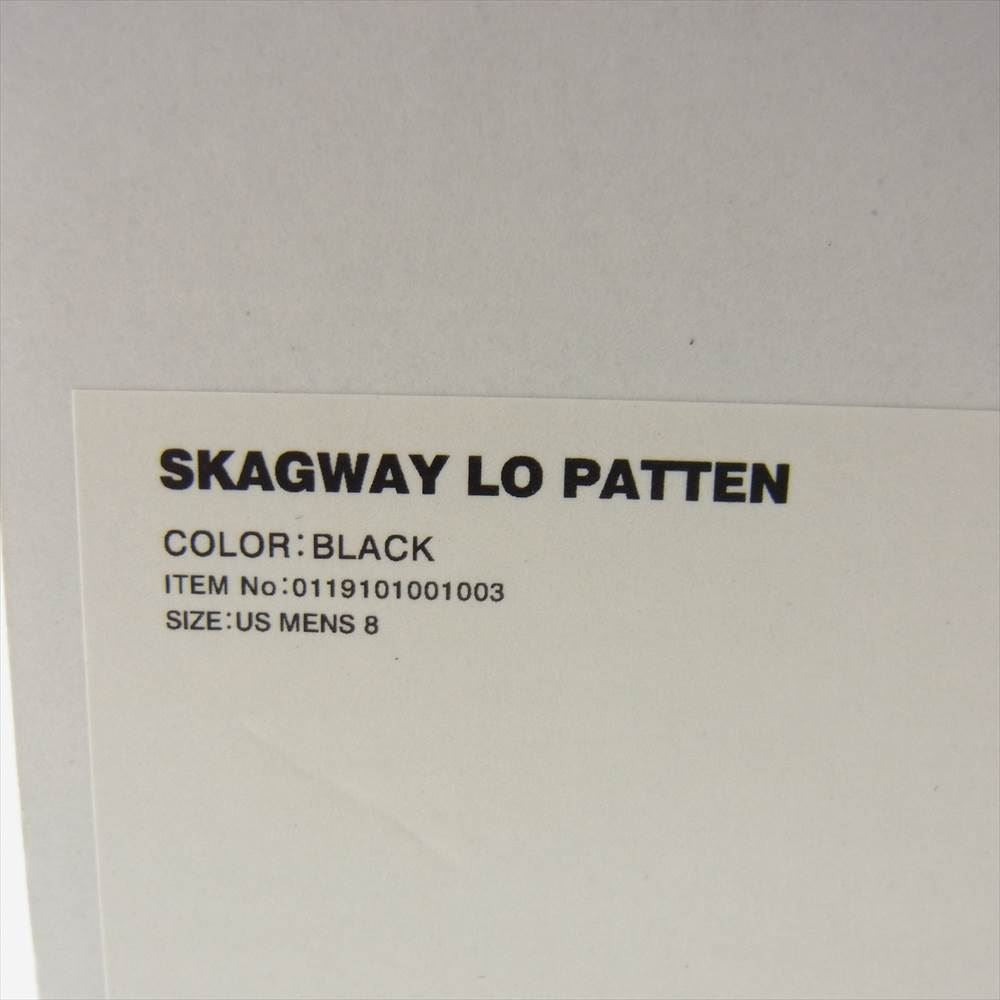 SKAGWAY LO PATTEN
COLOR:BLACK
ITEM No:0119101001003
SIZE:US MENS 8